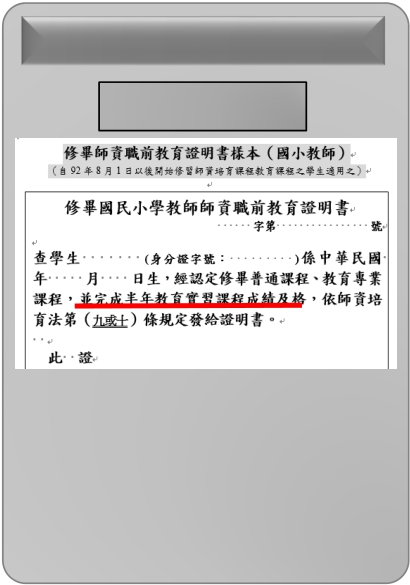 修畢師資職前教育證明書樣本（國小教師）
（自 92 年 8 月 1 日以後開始修習師資培育課程教育課程之學生適用之）
修畢國民小學教師師資職前教育證明書
······字第···············號
查學生·······(身分證字號：·········)係中華民國·
年·····月····日生，經認定修畢普通課程、教育專業
課程，並完成半年教育實習課程成績及格，依師資培
育法第（九或十）條規定發給證明書。
此··證